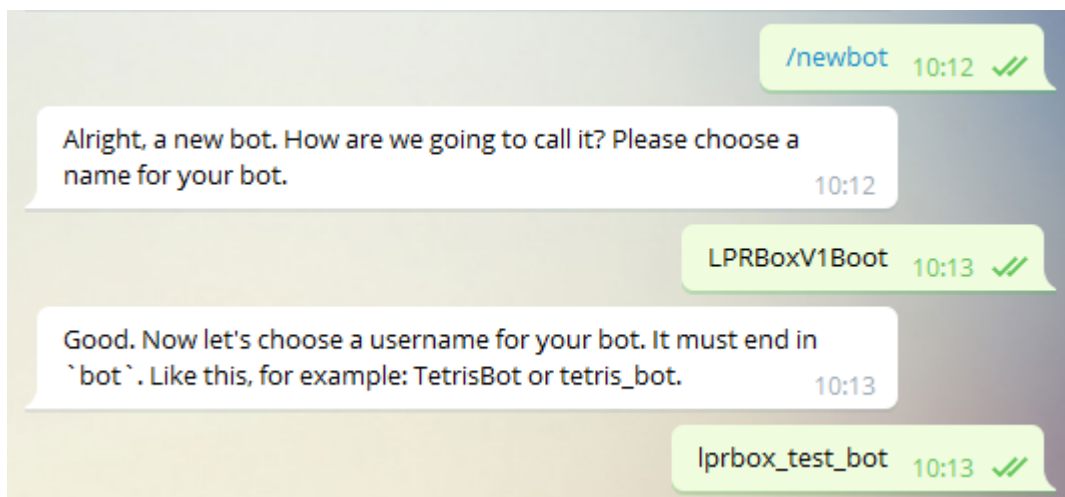 /newbot 10:12
Alright, a new bot. How are we going to call it? Please choose a
name for your bot.
10:12
LPRBoxV1Boot 10:13
Good. Now let's choose a username for your bot. It must end in
`bot`. Like this, for example: TetrisBot or tetris_bot.
10:13
lprbox_test_bot 10:13